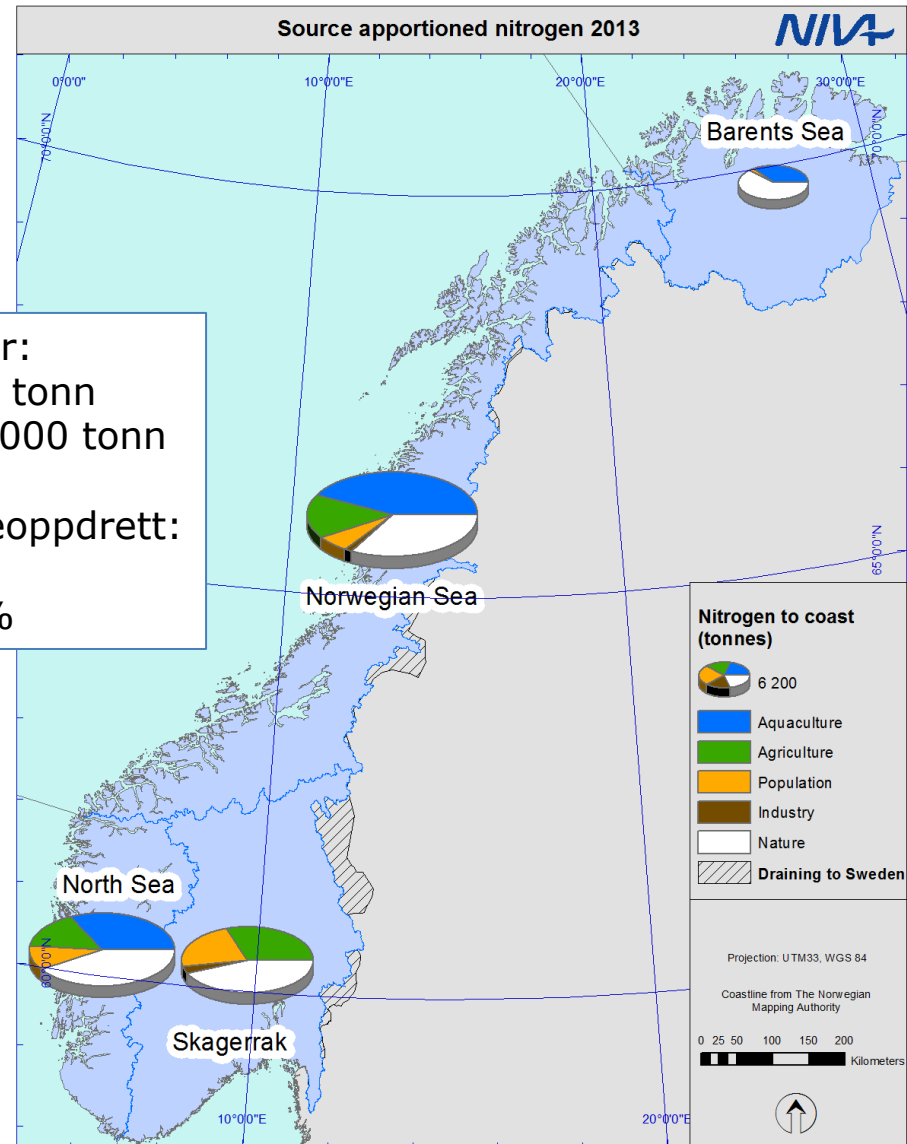 Source apportioned nitrogen 2013
NIVA
0°0'0"
10°0'0"E
20°0'0"E
30°0'0"E
70°0'0"N
70°0'0"N
Barents Sea
r:
tonn
000 tonn
eoppdrett:
%
65°0'0"N
Norwegian Sea
Nitrogen to coast
(tonnes)
6 200
Aquaculture
Agriculture
Population
Industry
Nature
Draining to Sweden
North Sea
60°0'0"N
Skagerrak
Projection: UTM33, WGS 84
Coastline from The Norwegian
Mapping Authority
0 25 50 100 150 200
Kilometers
10°0'0"E
20°0'0"E